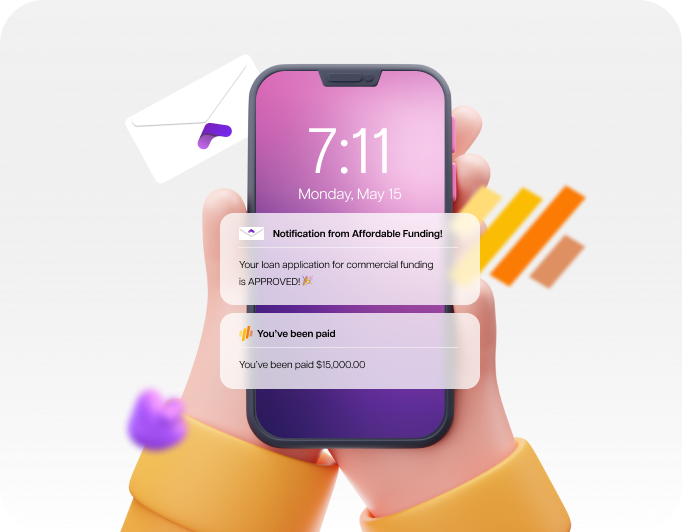 7:11
Monday, May 15
Notification from Affordable Funding!
Your loan application for commercial funding
is APPROVED! 🎉
You've been paid
You've been paid $15,000.00